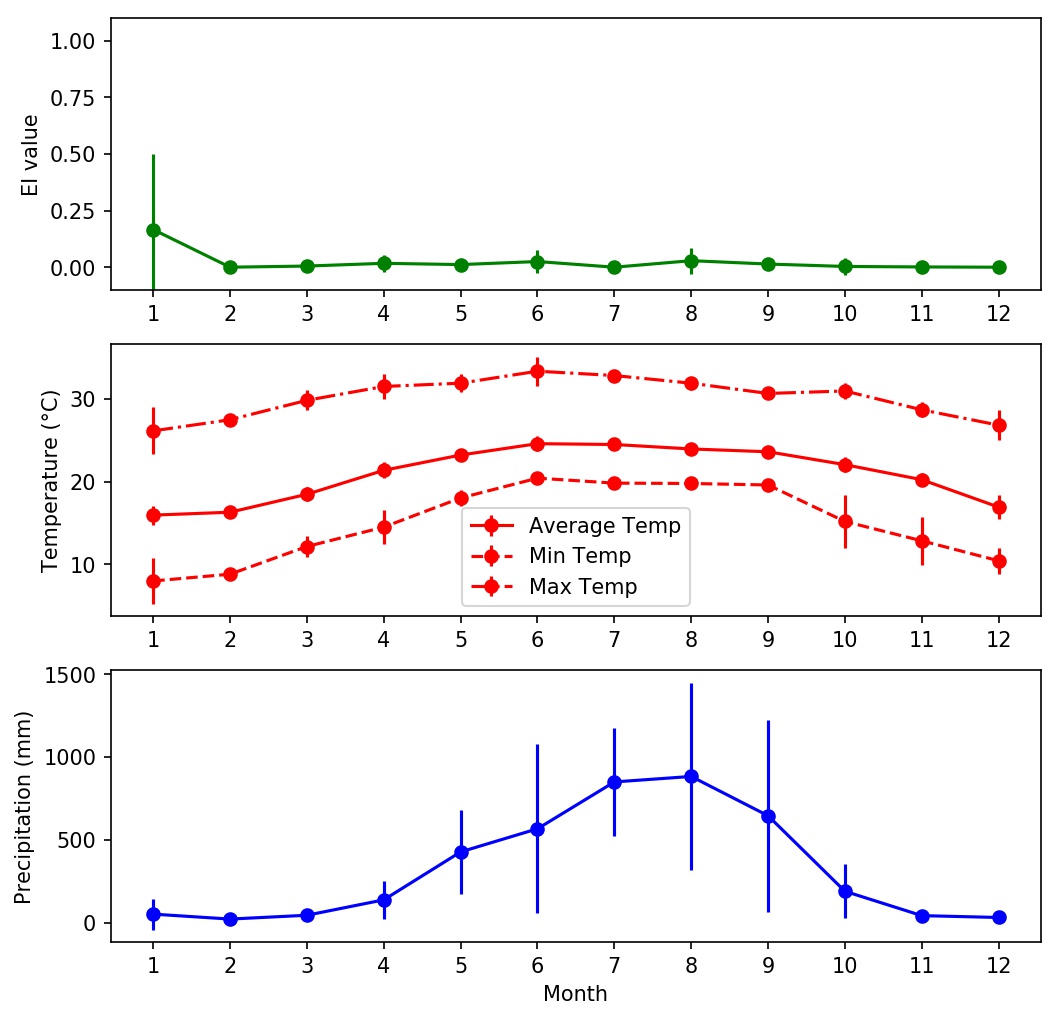 EI value
1.00
0.75
0.50
0.25
0.00
1 2 3 4 5 6 7 8 9 10 11 12
Temperature (°C)
30
20
10
Average Temp
Min Temp
Max Temp
1 2 3 4 5 6 7 8 9 10 11 12
Precipitation (mm)
1500
1000
500
0
1 2 3 4 5 6 7 8 9 10 11 12
Month